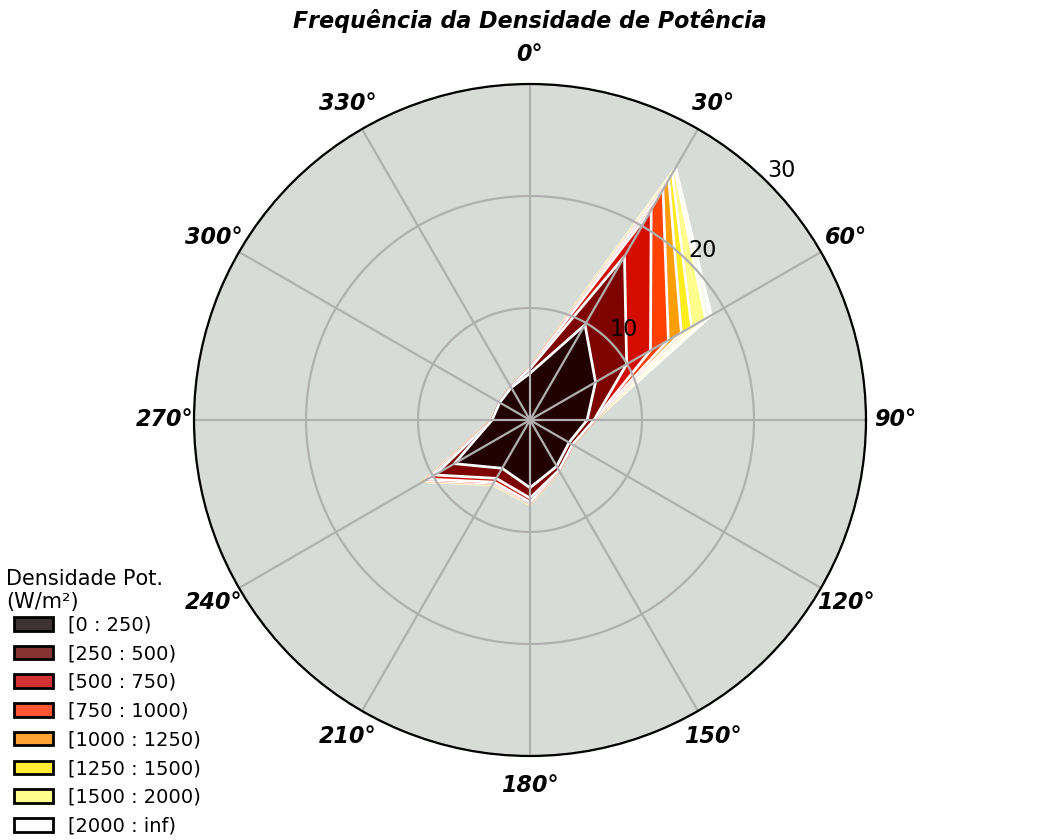 Frequência da Densidade de Potência
0°
330°
30°
30
300°
60°
20
10
270°
90°
240°
120°
210°
150°
180°
Densidade Pot.
(W/m²)
[0 : 250)
[250 : 500)
[500 : 750)
[750 : 1000)
[1000 : 1250)
[1250 : 1500)
[1500 : 2000)
[2000 : inf)